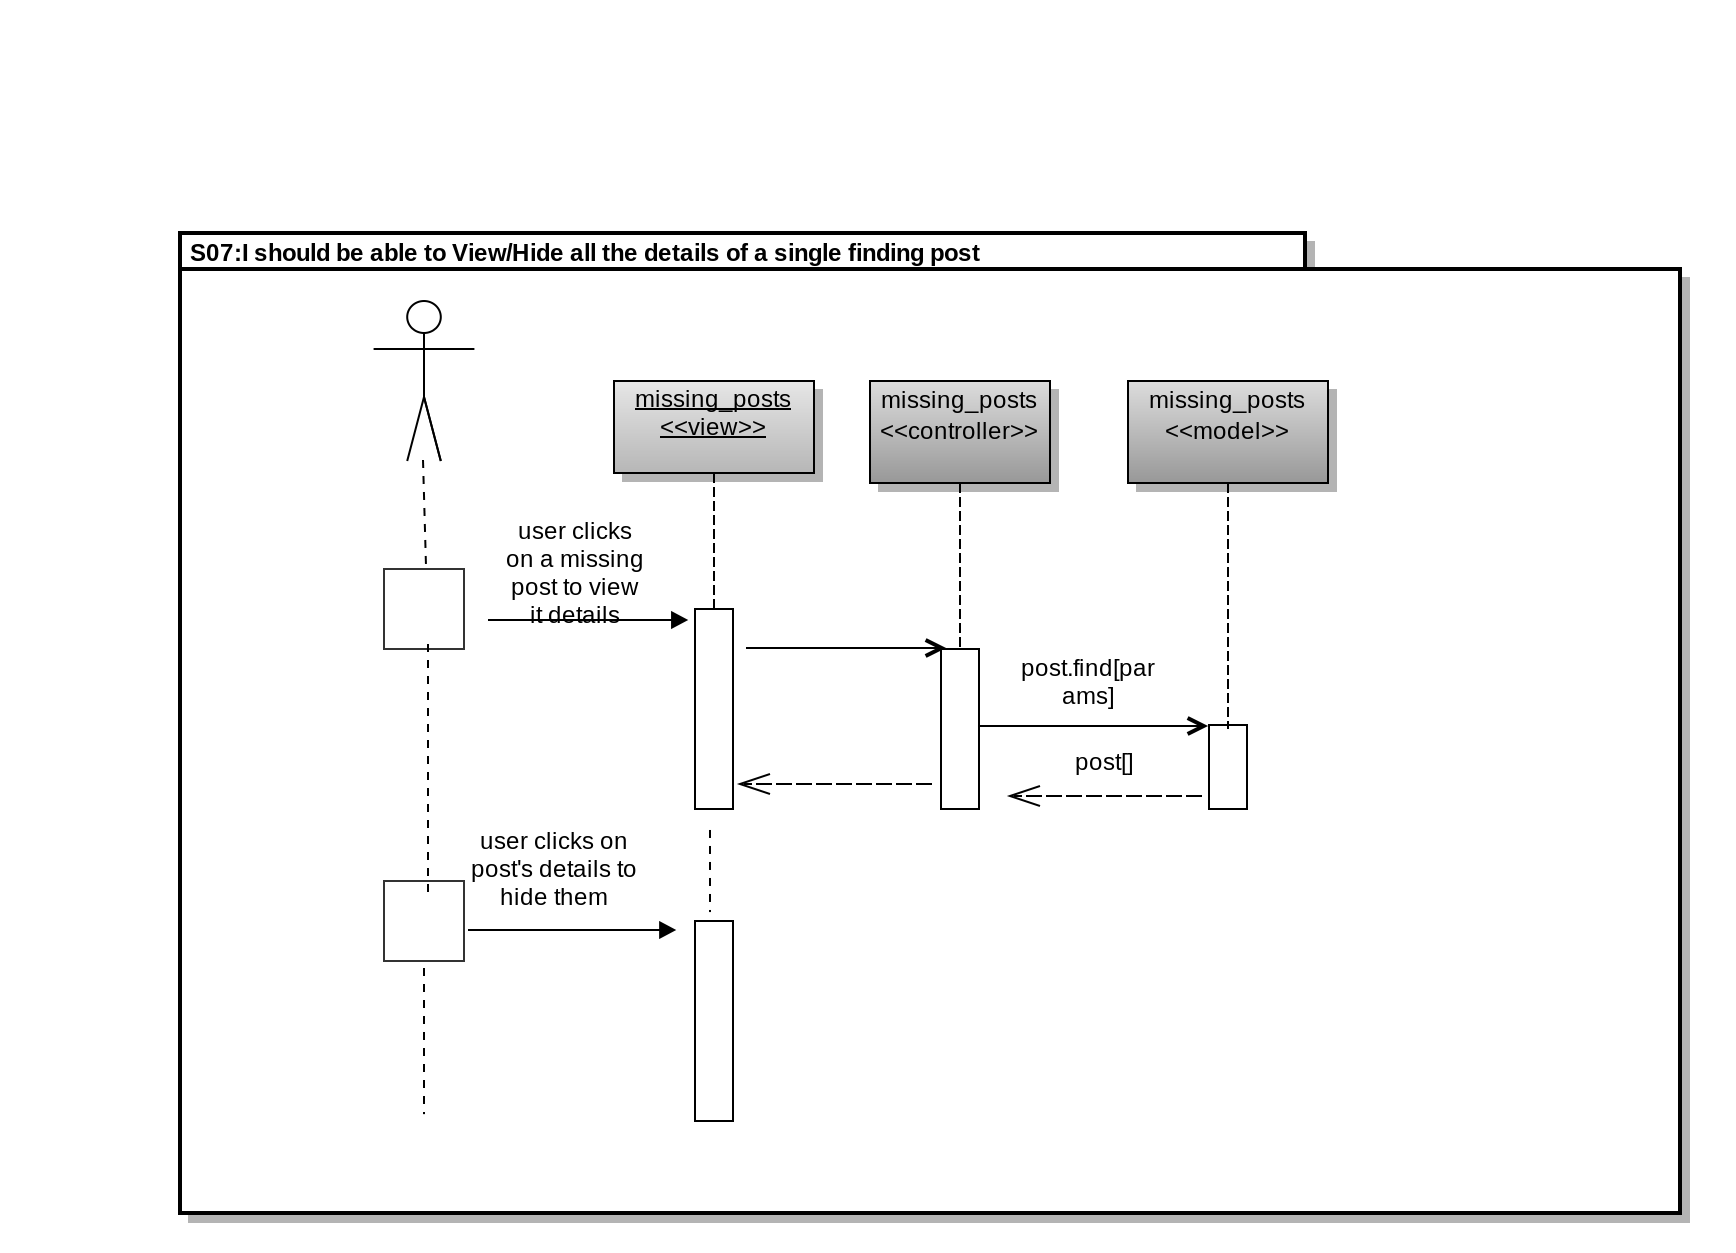 S07:I should be able to View/Hide all the details of a single finding post
missing_posts
<<view>>
missing_posts
<<controller>>
missing_posts
<<model>>
user clicks
on a missing
post to view
it details
post.find[par
ams]
post[]
user clicks on
post's details to
hide them